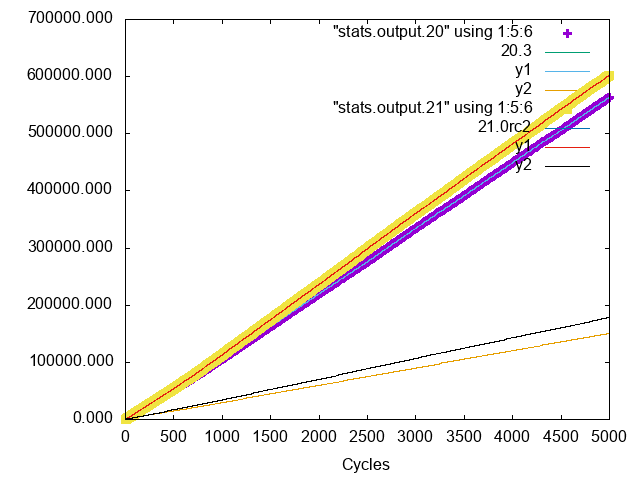 700000.000
600000.000
500000.000
400000.000
300000.000
200000.000
100000.000
0.000
"stats.output.20" using 1:5:6
20.3
y1
y2
"stats.output.21" using 1:5:6
21.0rc2
y1
y2
0 500 1000 1500 2000 2500 3000 3500 4000 4500 5000
Cycles